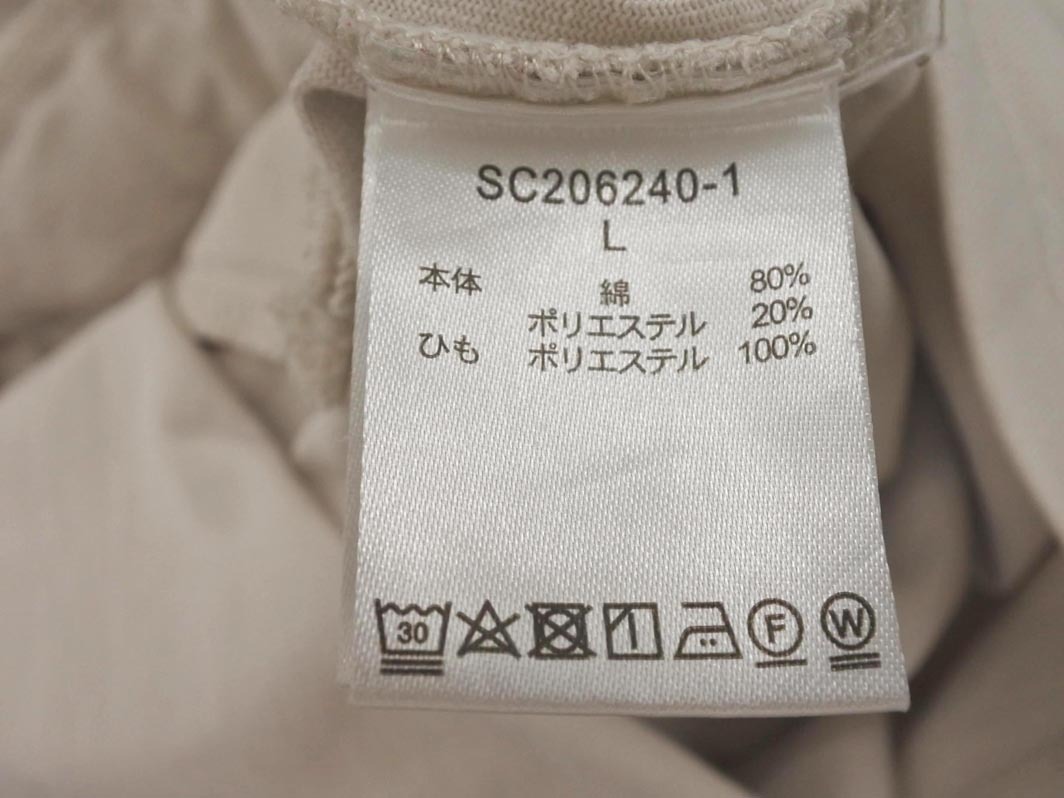 SC206240-1
L
本体 綿 80%
ポリエステル 20%
ひも ポリエステル 100%
30 F W